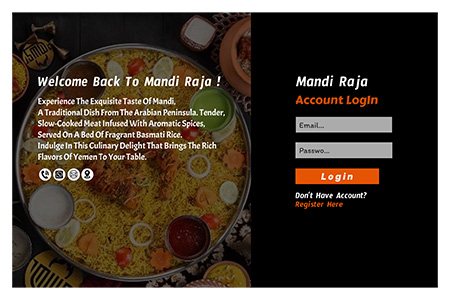 Welcome Back To Mandi Raja !
Experience The Exquisite Taste Of Mandi,
A Traditional Dish From The Arabian Peninsula. Tender,
Slow-Cooked Meat Infused With Aromatic Spices,
Served On A Bed Of Fragrant Basmati Rice.
Indulge In This Culinary Delight That Brings The Rich
Flavors Of Yemen To Your Table.
Mandi Raja
Account LogIn
Email...
Passwo...
Login
Don't Have Account?
Register Here